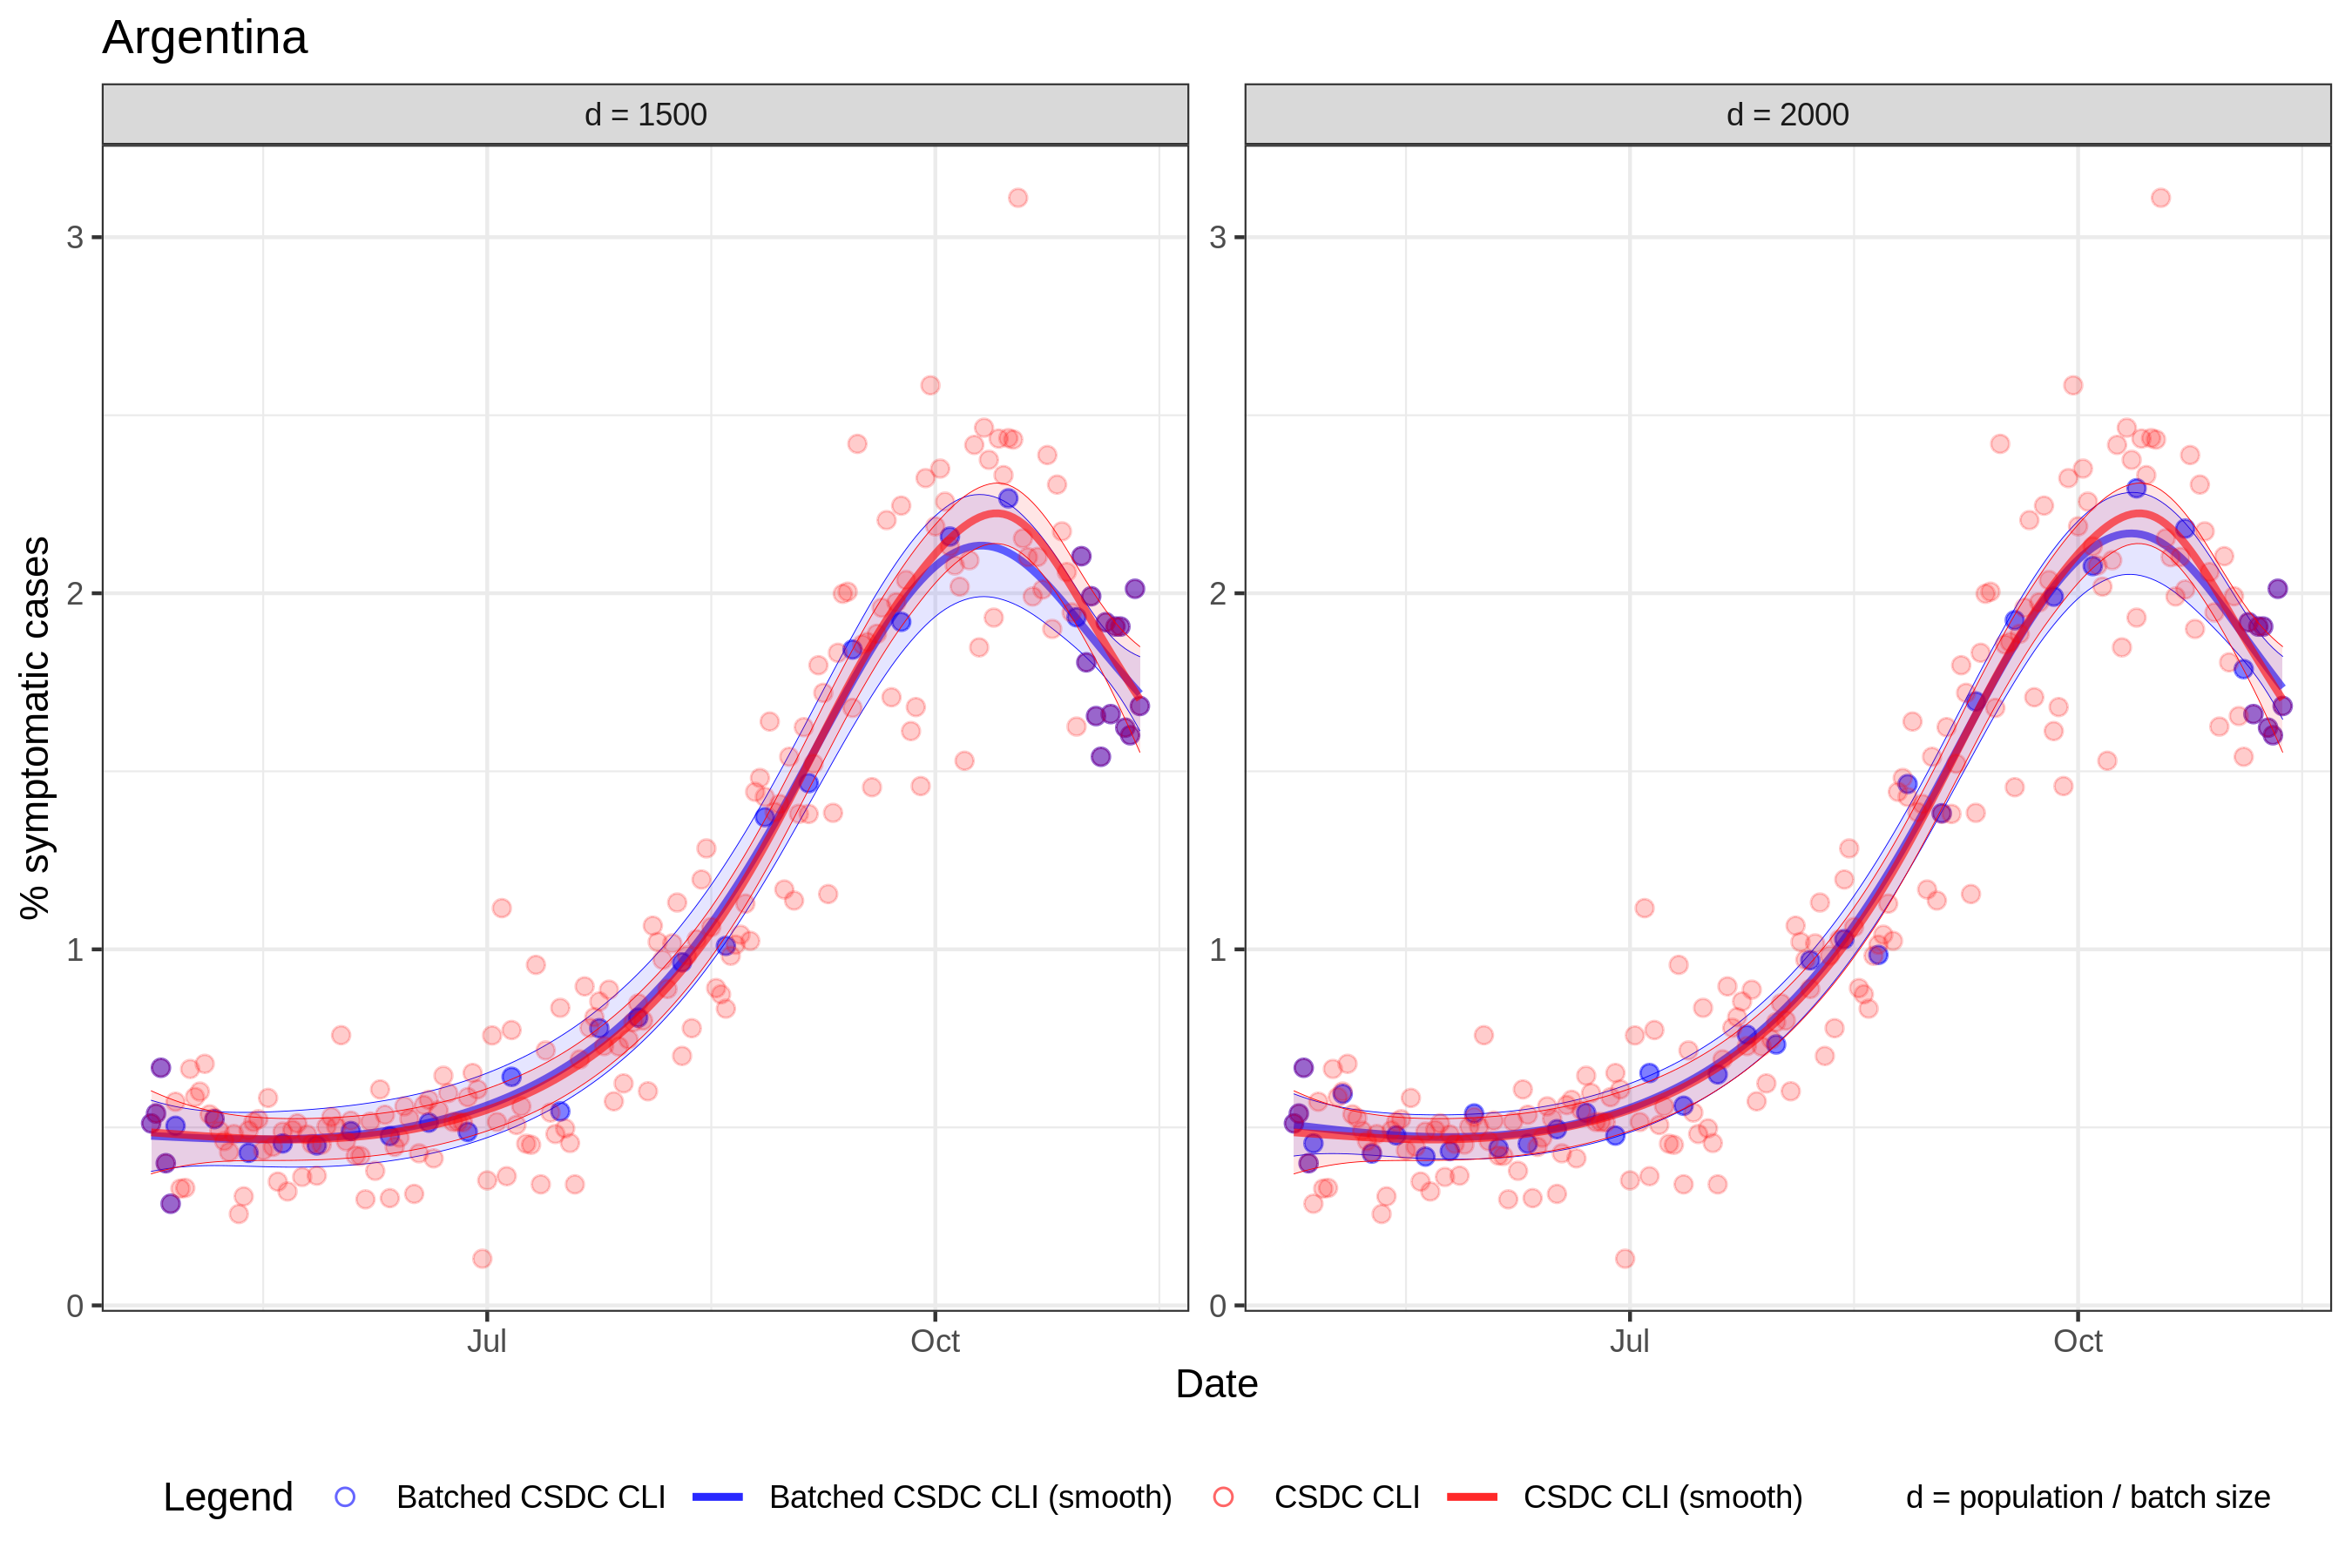 Argentina
d = 1500
d = 2000
% symptomatic cases
3
2
1
0
3
2
1
0
Jul
Oct
Jul
Oct
Date
Legend
Batched CSDC CLI
Batched CSDC CLI (smooth)
CSDC CLI
CSDC CLI (smooth)
d = population / batch size